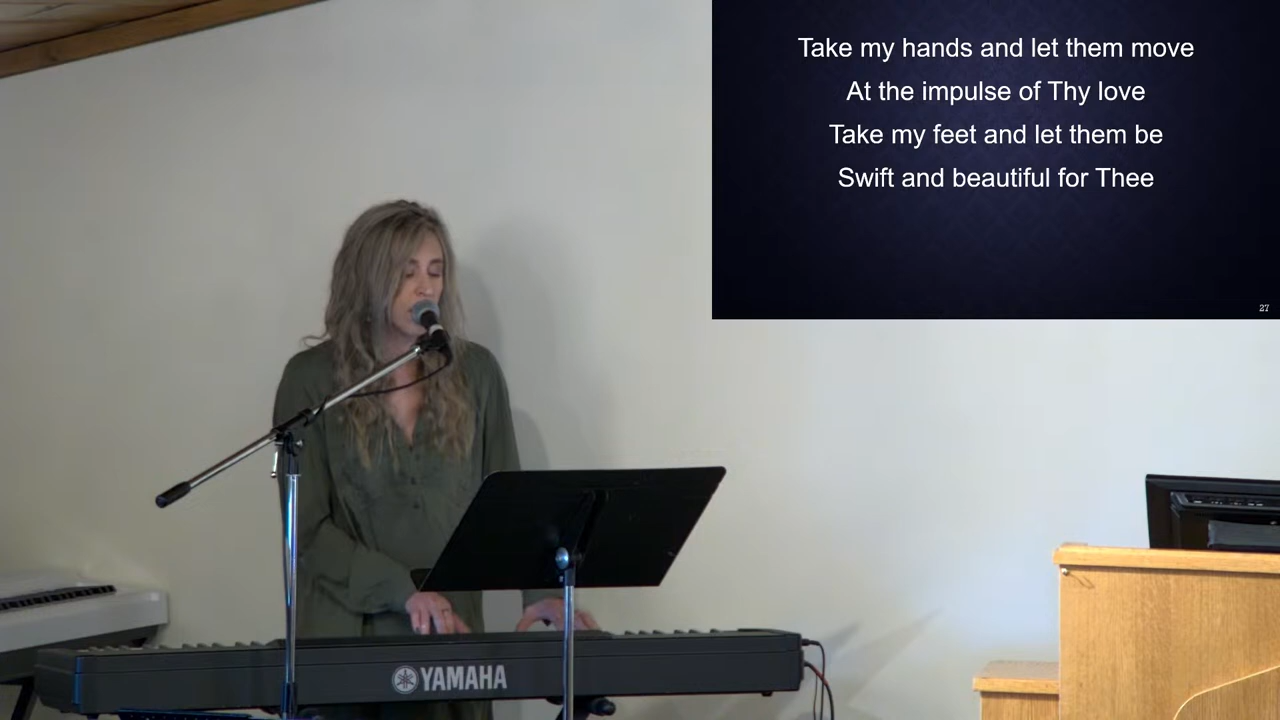 Take my hands and let them move
At the impulse of Thy love
Take my feet and let them be
Swift and beautiful for Thee
27
YAMAHA